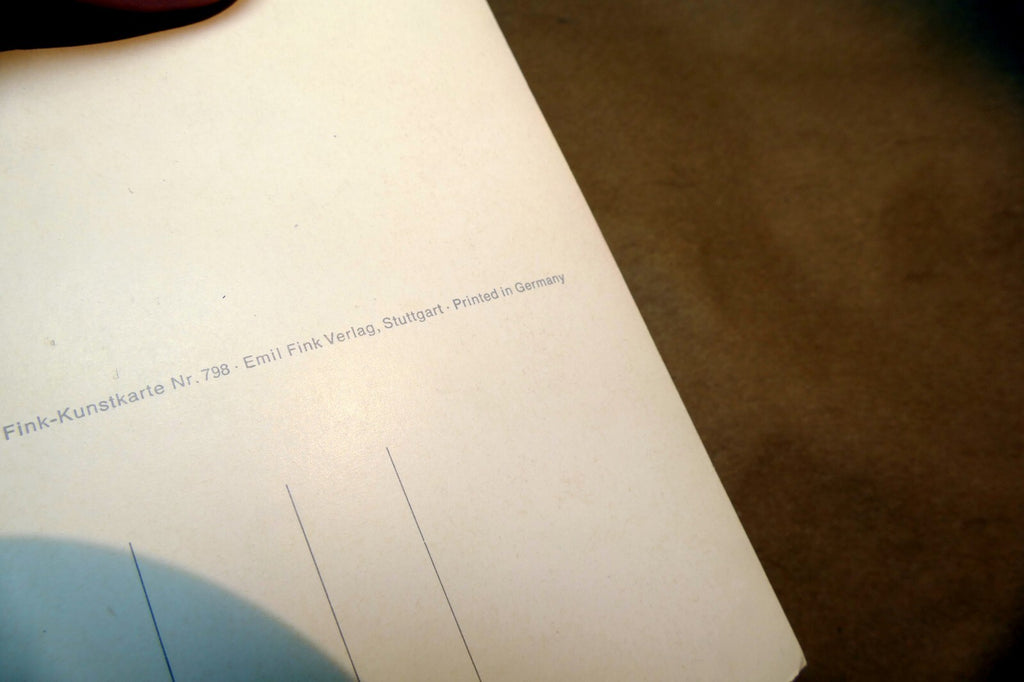 Fink-Kunstkarte Nr. 798 · Emil Fink Verlag, Stuttgart · Printed in Germany